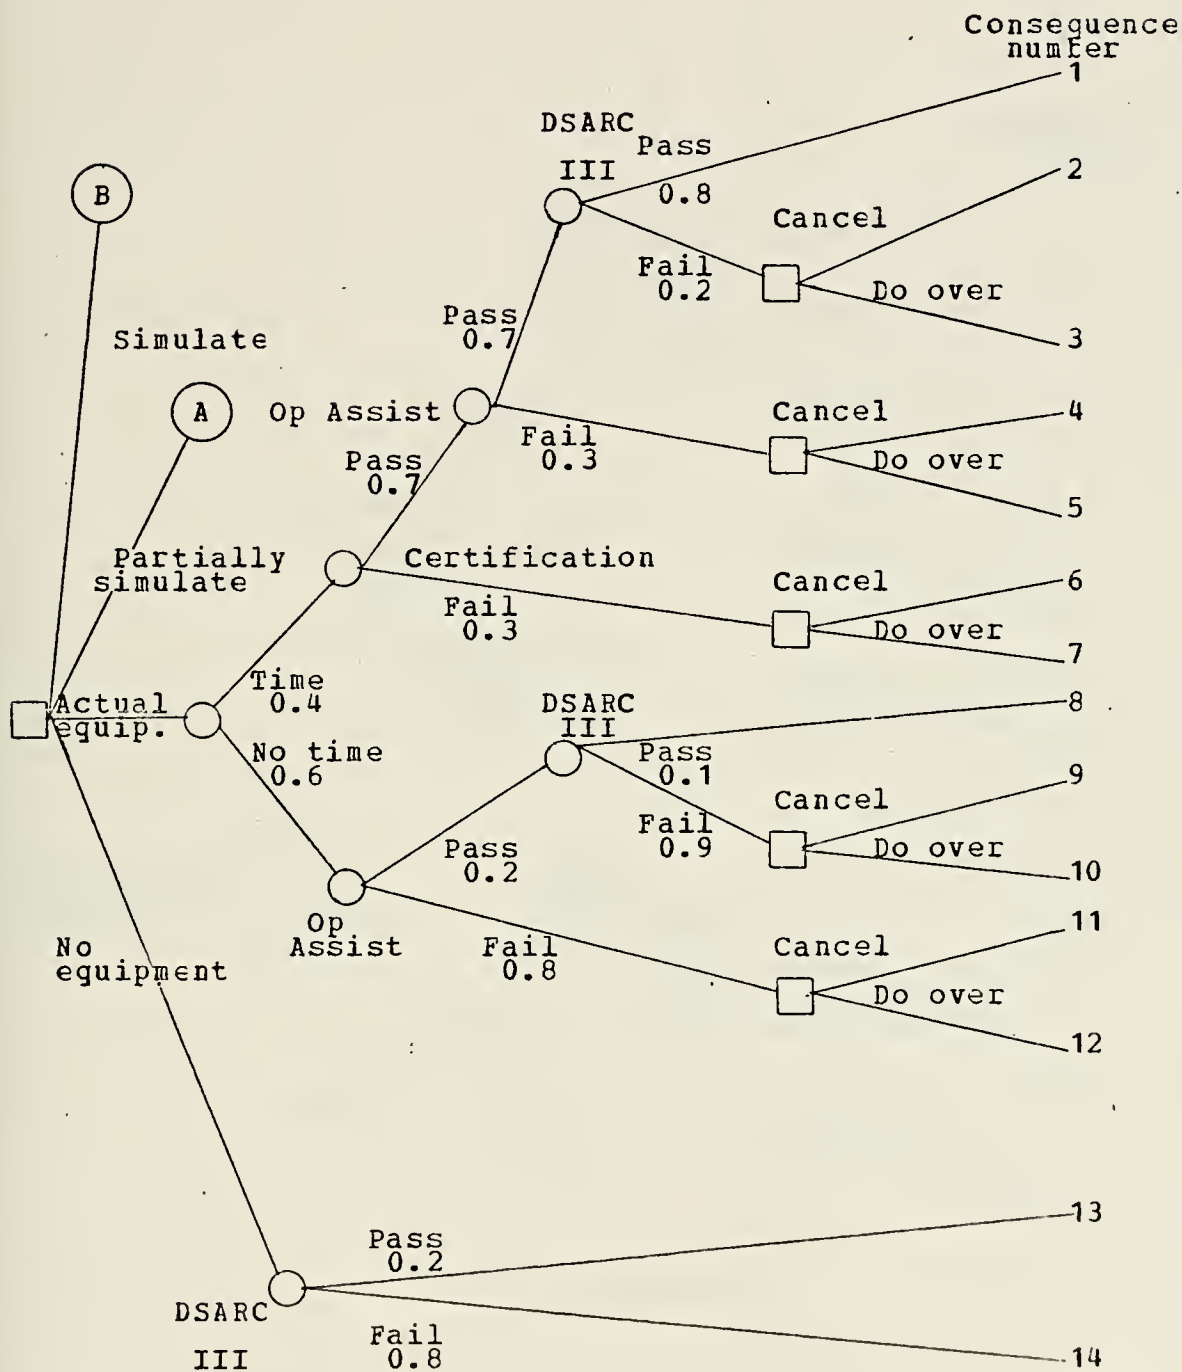 Consequence
number
1
DSARC
III
Pass
0.8
2
B
Cancel
Fail
0.2
Do over
3
Pass
0.7
Simulate
A
Op Assist
Cancel
4
Fail
0.3
Do over
5
Pass
0.7
Partially
simulate
Certification
Cancel
6
Fail
0.3
Do over
7
Time
0.4
Actual
equip.
DSARC
III
8
No time
0.6
Pass
0.1
Cancel
9
Fail
0.9
Do over
10
Pass
0.2
Op
Assist
11
No
equipment
Fail
0.8
Cancel
Do over
12
13
Pass
0.2
DSARC
III
Fail
0.8
14